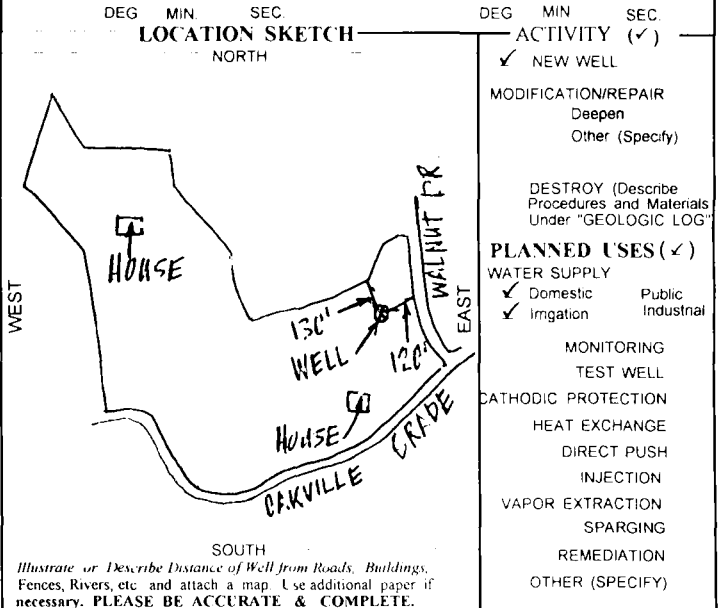 DEG MIN. SEC.
LOCATION SKETCH
NORTH
HOUSE
WEST
130'
WELL
120'
WALNUT DR.
EAST
HOUSE
OAKVILLE GRADE
SOUTH
Illustrate or Describe Distance of Well from Roads, Buildings,
Fences, Rivers, etc and attach a map. Use additional paper if
necessary. PLEASE BE ACCURATE & COMPLETE.
DEG MIN SEC.
ACTIVITY (✓)
✓ NEW WELL
MODIFICATION/REPAIR
Deepen
Other (Specify)
DESTROY (Describe
Procedures and Materials
Under "GEOLOGIC LOG"
PLANNED USES (✓)
WATER SUPPLY
✓ Domestic Public
✓ Irrigation Industrial
MONITORING
TEST WELL
CATHODIC PROTECTION
HEAT EXCHANGE
DIRECT PUSH
INJECTION
VAPOR EXTRACTION
SPARGING
REMEDIATION
OTHER (SPECIFY)